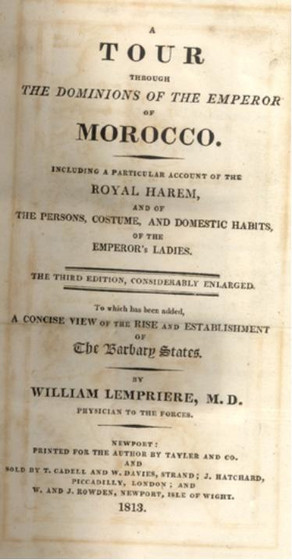 A
TOUR
THROUGH
THE DOMINIONS OF THE EMPEROR
OF
MOROCCO.
INCLUDING A PARTICULAR ACCOUNT OF THE
ROYAL HAREM,
AND OF
THE PERSONS, COSTUME, AND DOMESTIC HABITS,
OF THE
EMPEROR's LADIES.
THE THIRD EDITION, CONSIDERABLY ENLARGED.
To which has been added,
A CONCISE VIEW OF THE RISE AND ESTABLISHMENT
OF
The Barbary States.
BY
WILLIAM LEMPRIERE, M. D.
PHYSICIAN TO THE FORCES.
NEWPORT:
PRINTED FOR THE AUTHOR BY TAYLER AND CO.
AND
SOLD BY T. CADELL AND W. DAVIES, STRAND; J. HATCHARD,
PICCADILLY, LONDON; AND
W. AND J. ROWDEN, NEWPORT, ISLE OF WIGHT.
1813.